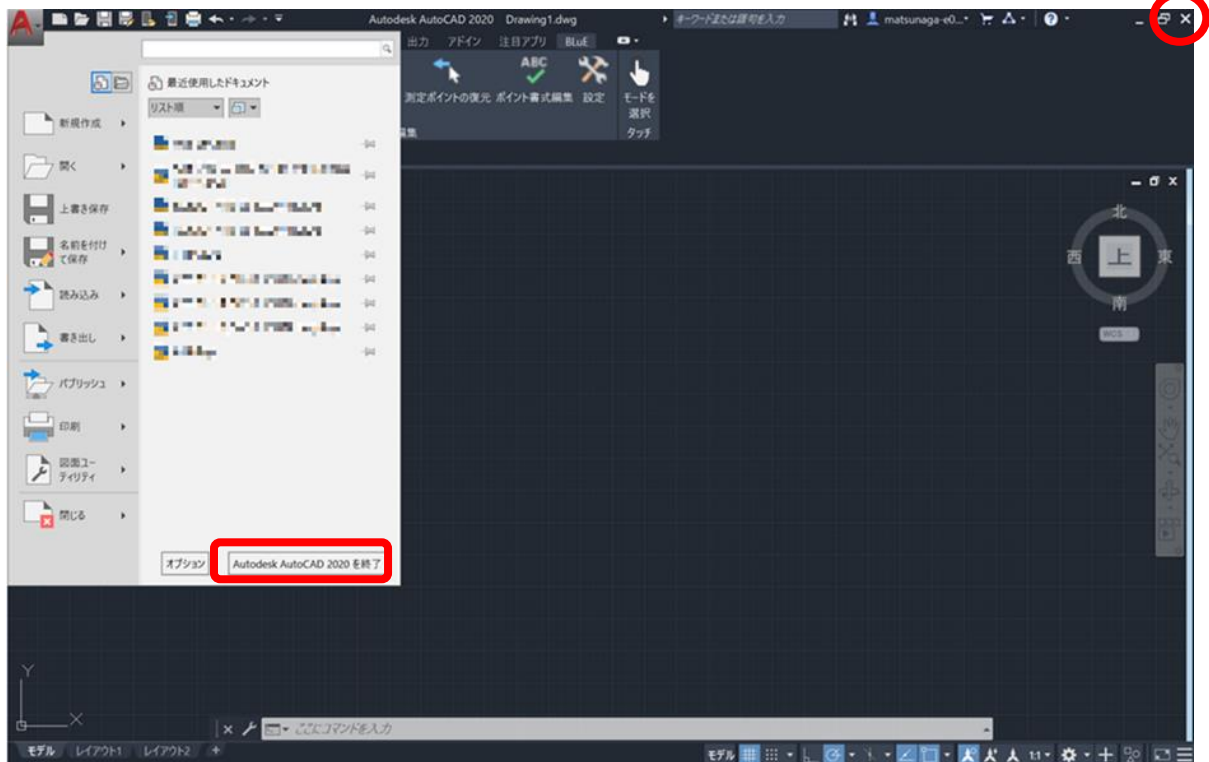 Autodesk AutoCAD 2020 Drawing1.dwg
キーワードまたは語句を入力
matsunaga-e0...
出力 アドイン 注目アプリ BLuE
最近使用したドキュメント
リスト順
新規作成
開く
上書き保存
名前を付け
て保存
読み込み
書き出し
パブリッシュ
印刷
図面ユー
ティリティ
閉じる
オプション
Autodesk AutoCAD 2020 を終了
ABC
測定ポイントの復元 ポイント書式編集 設定
モードを
選択
編集
タッチ
北
西 上 東
南
WCS
Y
X
ここにコマンドを入力
モデル レイアウト1 レイアウト2 +
モデル
1:1